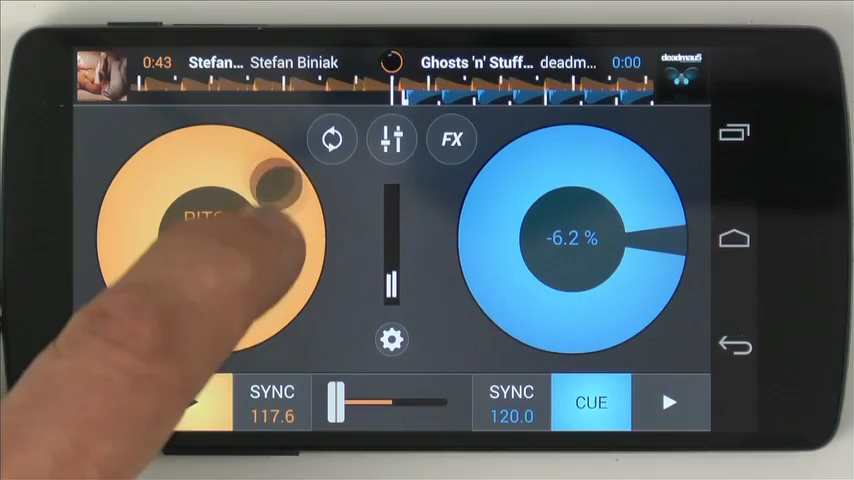 0:43 Stefan... Stefan Biniak Ghosts 'n' Stuff... deadm... 0:00
deadmau5
FX
-6.2 %
SYNC
117.6
SYNC
120.0
CUE